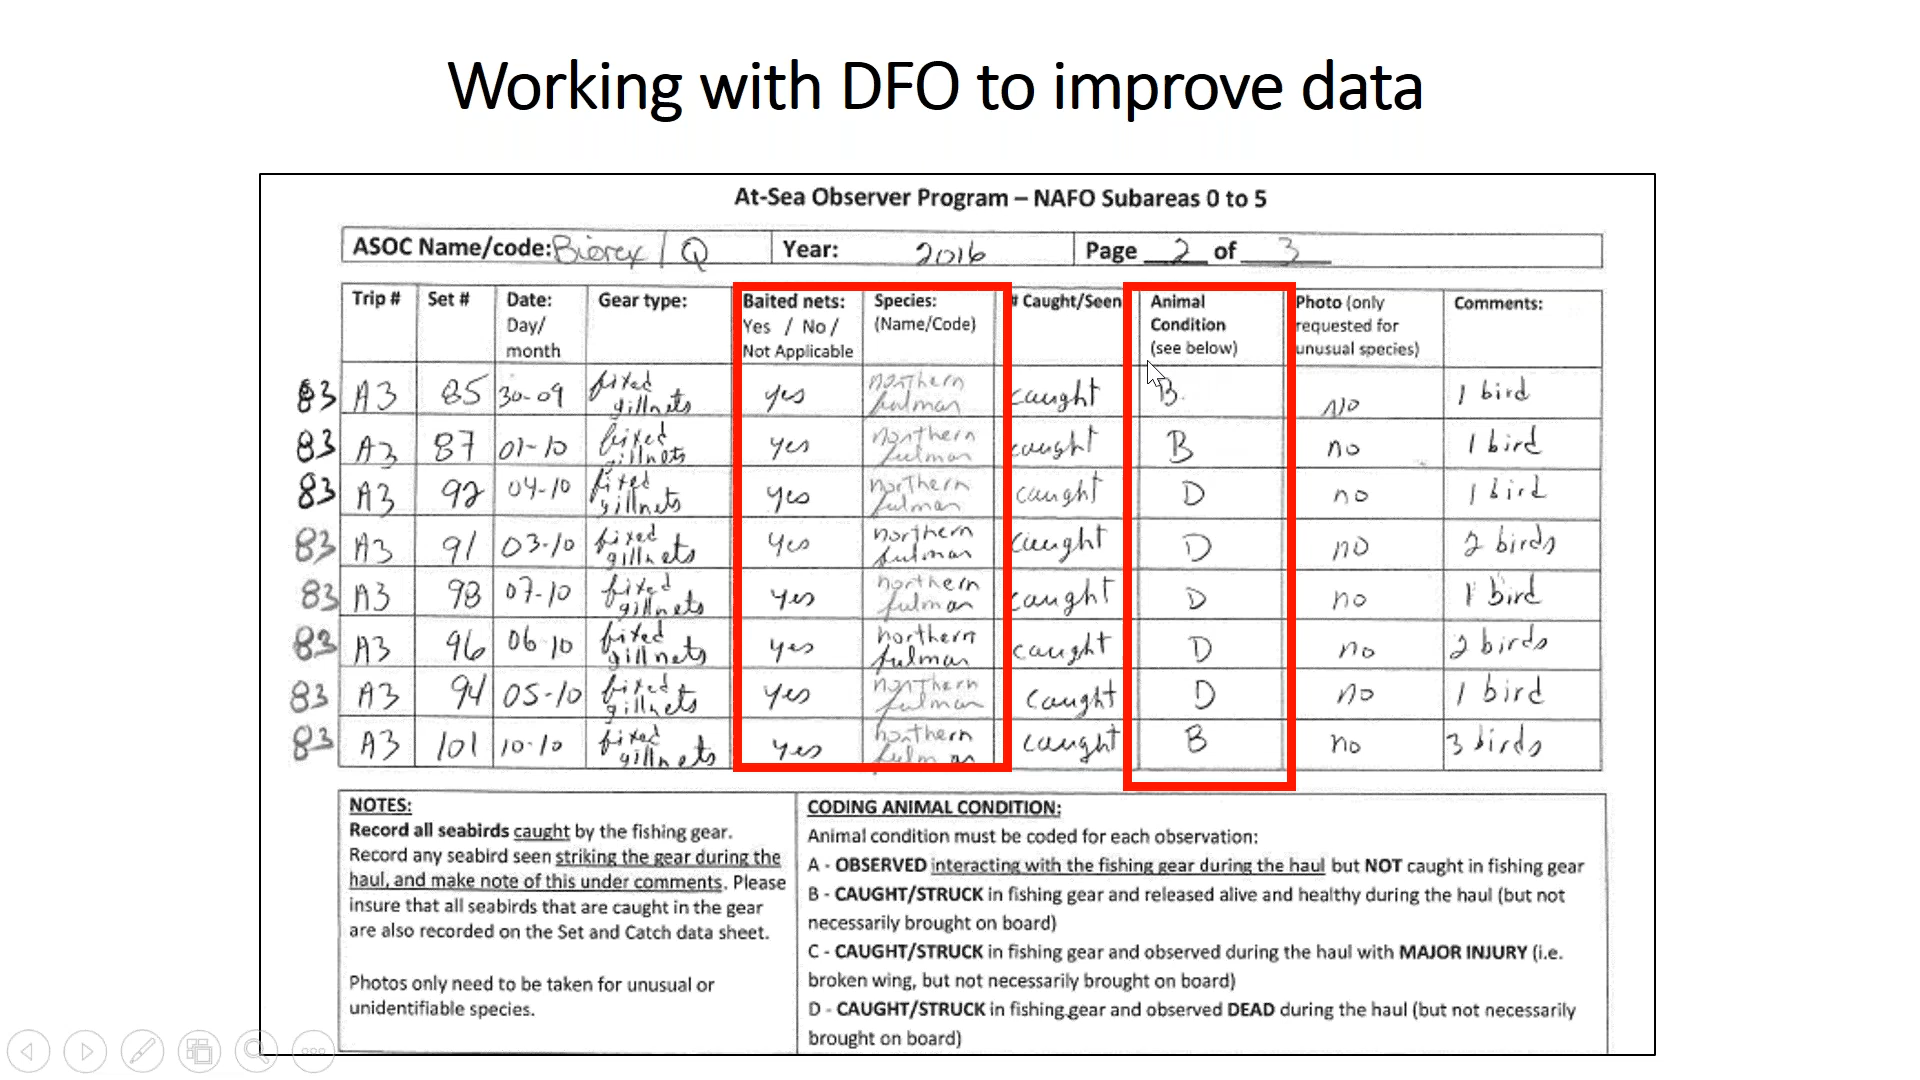 Working with DFO to improve data
At-Sea Observer Program – NAFO Subareas 0 to 5
ASOC Name/code: Biorex / Q Year: 2016 Page 2 of 3
Trip # Set # Date: Day/ month Gear type: Baited nets: Yes / No / Not Applicable Species: (Name/Code) # Caught/Seen Animal Condition (see below) Photo (only requested for unusual species) Comments:
83 A3 85 30-09 fixed gillnets yes northern fulmar caught B. no 1 bird
83 A3 87 01-10 fixed gillnets yes northern fulmar caught B no 1 bird
83 A3 92 04-10 fixed gillnets yes northern fulmar caught D no 1 bird
83 A3 91 03-10 fixed gillnets yes northern fulmar caught D no 2 birds
83 A3 98 07-10 fixed gillnets yes northern fulmar caught D no 1 bird
83 A3 96 06-10 fixed gillnets yes northern fulmar caught D no 2 birds
83 A3 94 05-10 fixed gillnets yes northern fulmar caught D no 1 bird
83 A3 101 10-10 fixed gillnets yes northern fulmar caught B no 3 birds
NOTES:
Record all seabirds caught by the fishing gear.
Record any seabird seen striking the gear during the
haul, and make note of this under comments. Please
insure that all seabirds that are caught in the gear
are also recorded on the Set and Catch data sheet.
Photos only need to be taken for unusual or
unidentifiable species.
CODING ANIMAL CONDITION:
Animal condition must be coded for each observation:
A - OBSERVED interacting with the fishing gear during the haul but NOT caught in fishing gear
B - CAUGHT/STRUCK in fishing gear and released alive and healthy during the haul (but not
necessarily brought on board)
C - CAUGHT/STRUCK in fishing gear and observed during the haul with MAJOR INJURY (i.e.
broken wing, but not necessarily brought on board)
D - CAUGHT/STRUCK in fishing gear and observed DEAD during the haul (but not necessarily
brought on board)